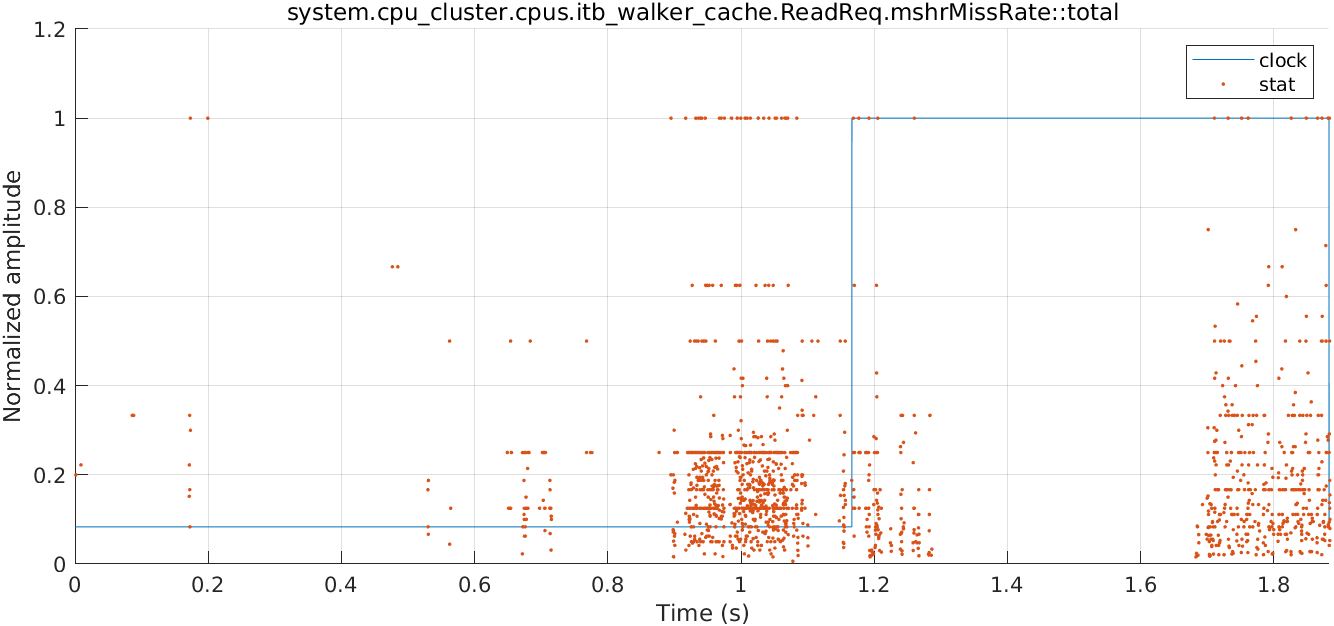 system.cpu_cluster.cpus.itb_walker_cache.ReadReq.mshrMissRate::total
1.2
1
0.8
0.6
0.4
0.2
0
Normalized amplitude
clock
stat
0 0.2 0.4 0.6 0.8 1 1.2 1.4 1.6 1.8
Time (s)